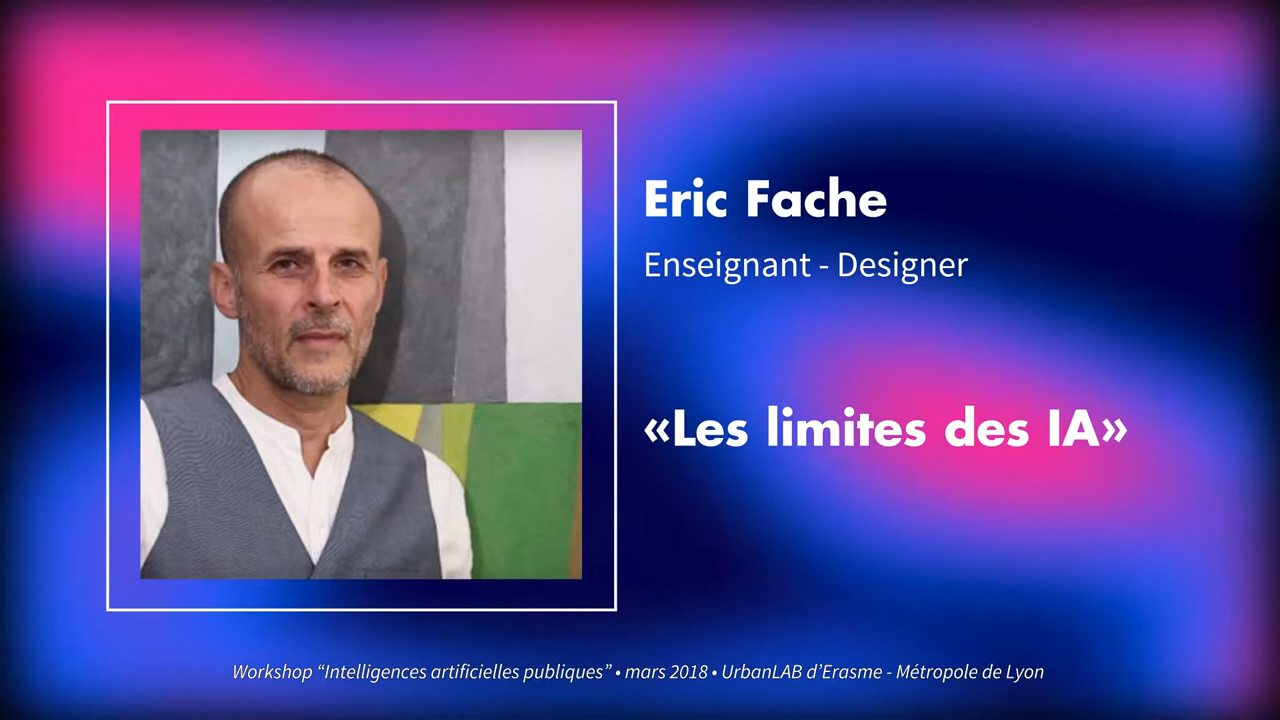 Eric Fache
Enseignant - Designer
«Les limites des IA»
Workshop “Intelligences artificielles publiques” • mars 2018 • UrbanLAB d’Erasme - Métropole de Lyon